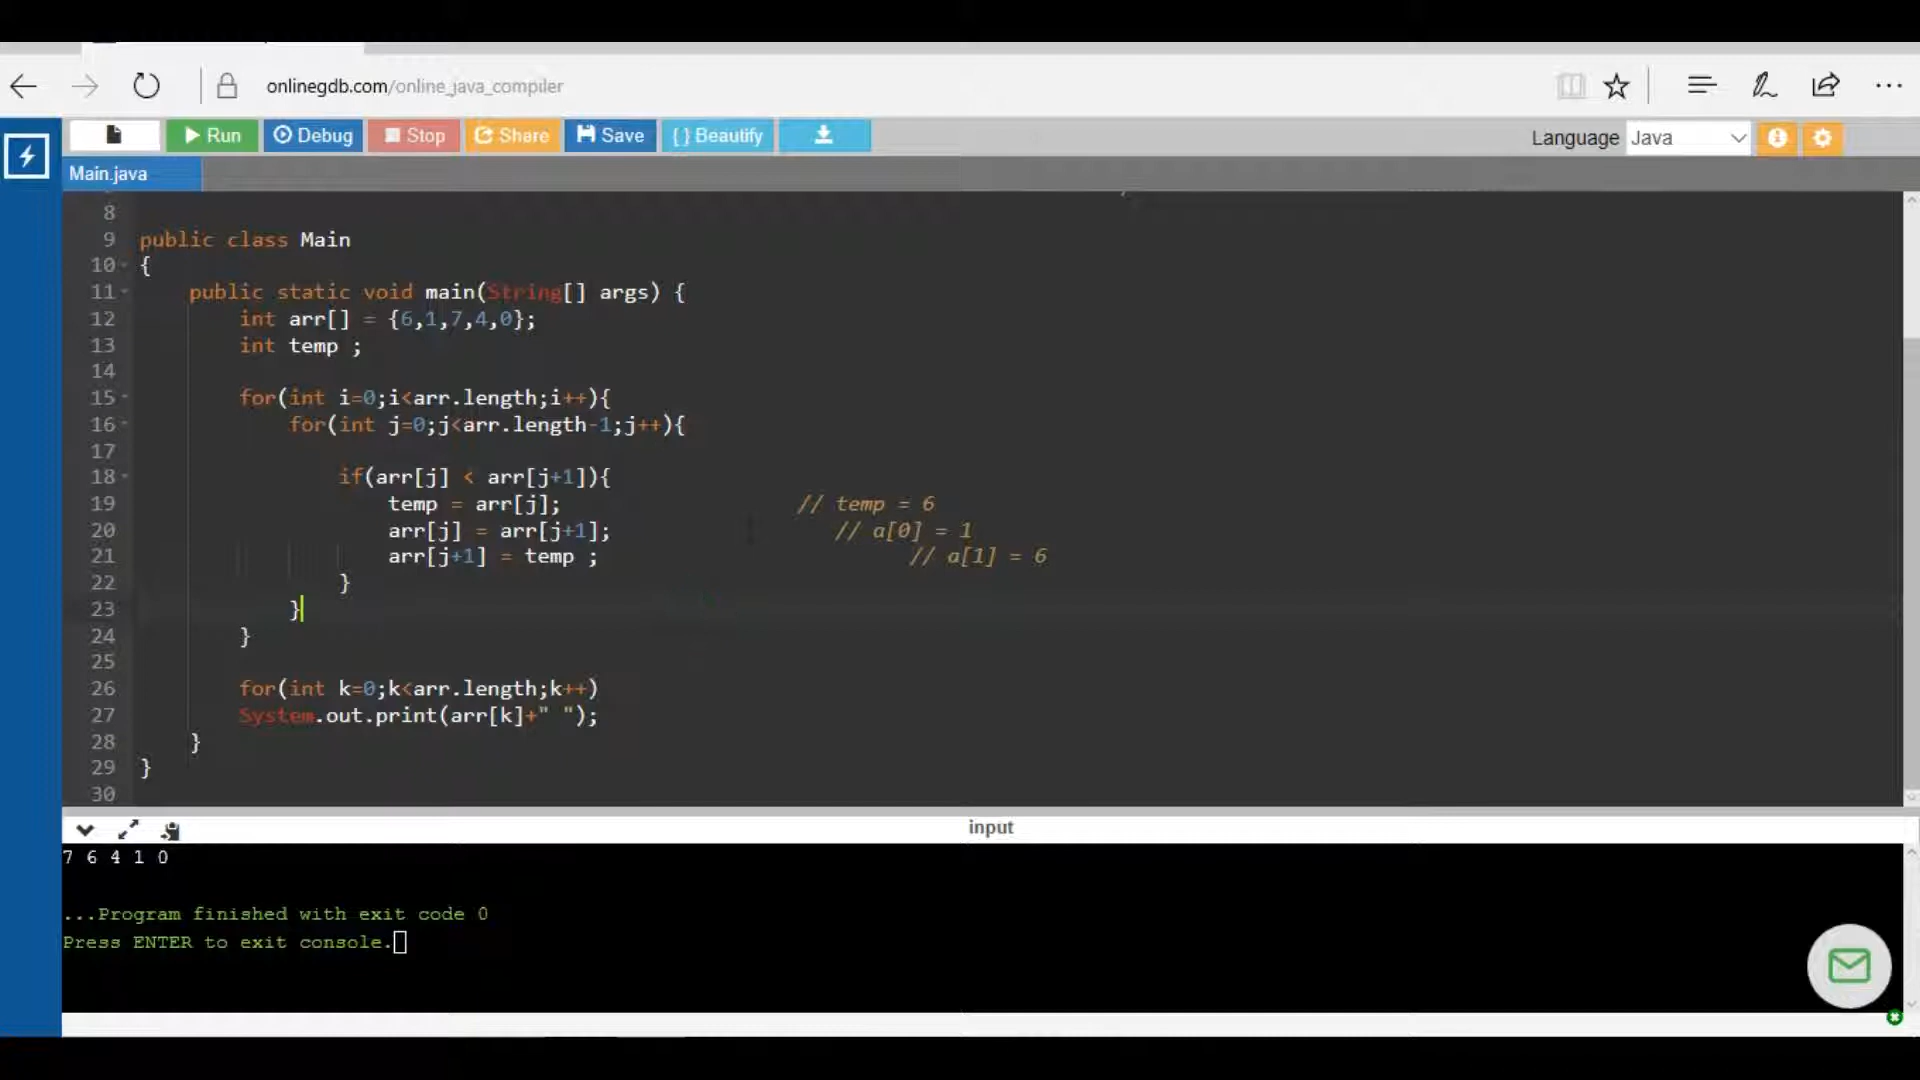 onlinegdb.com/online_java_compiler
Run Debug Stop Share Save { } Beautify Language Java
Main.java
8
9 public class Main
10 {
11 public static void main(String[] args) {
12 int arr[] = {6,1,7,4,0};
13 int temp ;
14
15 for(int i=0;i<arr.length;i++){
16 for(int j=0;j<arr.length-1;j++){
17
18 if(arr[j] < arr[j+1]){
19 temp = arr[j]; // temp = 6
20 arr[j] = arr[j+1]; // a[0] = 1
21 arr[j+1] = temp ; // a[1] = 6
22 }
23 }
24 }
25
26 for(int k=0;k<arr.length;k++)
27 System.out.print(arr[k]+" ");
28 }
29 }
30
input
7 6 4 1 0
...Program finished with exit code 0
Press ENTER to exit console.